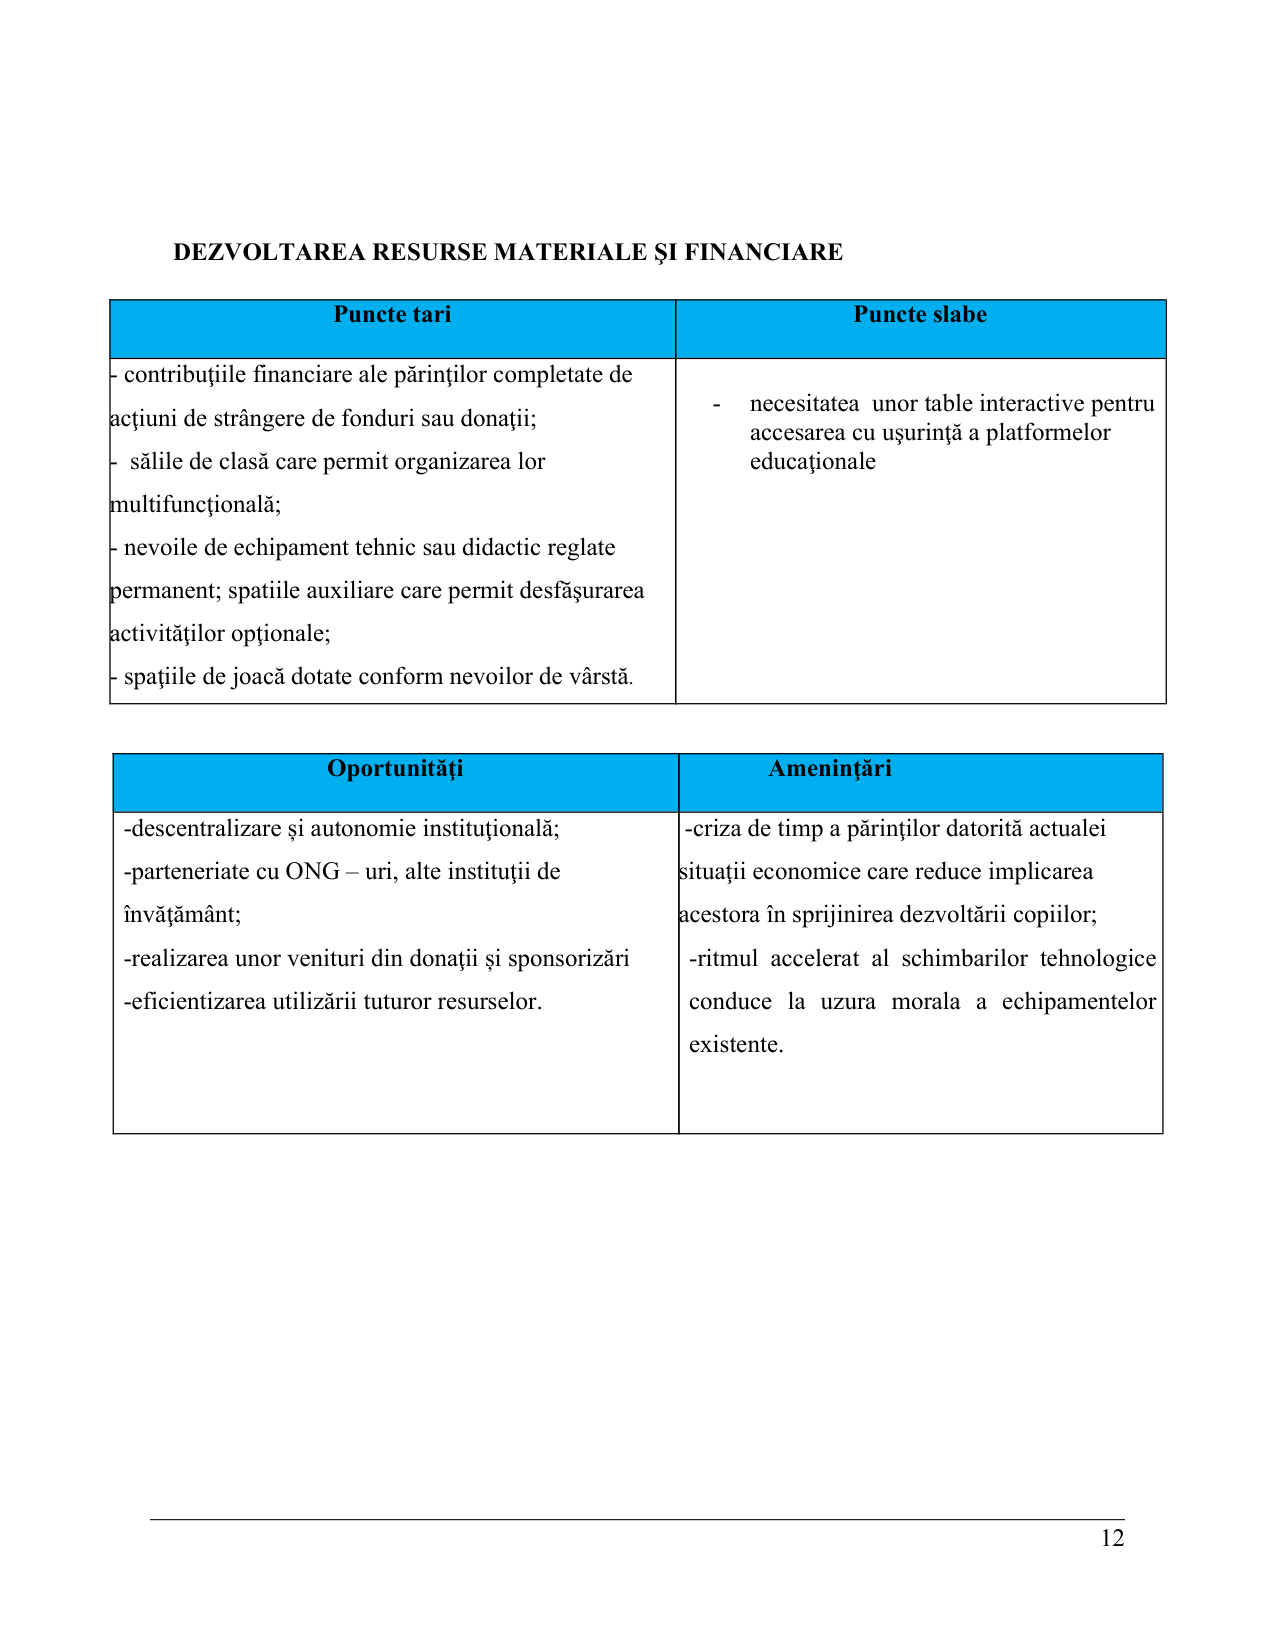 DEZVOLTAREA RESURSE MATERIALE ŞI FINANCIARE
Puncte tari
Puncte slabe
- contribuţiile financiare ale părinţilor completate de
acţiuni de strângere de fonduri sau donaţii;
-  sălile de clasă care permit organizarea lor
multifuncţională;
- nevoile de echipament tehnic sau didactic reglate
permanent; spatiile auxiliare care permit desfăşurarea
activităţilor opţionale;
- spaţiile de joacă dotate conform nevoilor de vârstă.
- necesitatea  unor table interactive pentru
accesarea cu uşurinţă a platformelor
educaţionale
Oportunităţi
Ameninţări
-descentralizare și autonomie instituţională;
-parteneriate cu ONG – uri, alte instituţii de
învăţământ;
-realizarea unor venituri din donaţii și sponsorizări
-eficientizarea utilizării tuturor resurselor.
-criza de timp a părinţilor datorită actualei
situaţii economice care reduce implicarea
acestora în sprijinirea dezvoltării copiilor;
-ritmul accelerat al schimbarilor tehnologice
conduce la uzura morala a echipamentelor
existente.
12